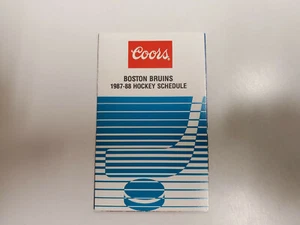 Coors.
BOSTON BRUINS
1987-88 HOCKEY SCHEDULE